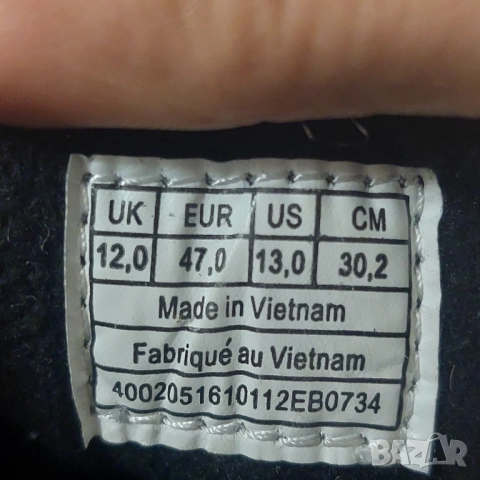 UK EUR US CM
12,0 47,0 13,0 30,2
Made in Vietnam
Fabriqué au Vietnam
4002051610112EB0734
BAZAR